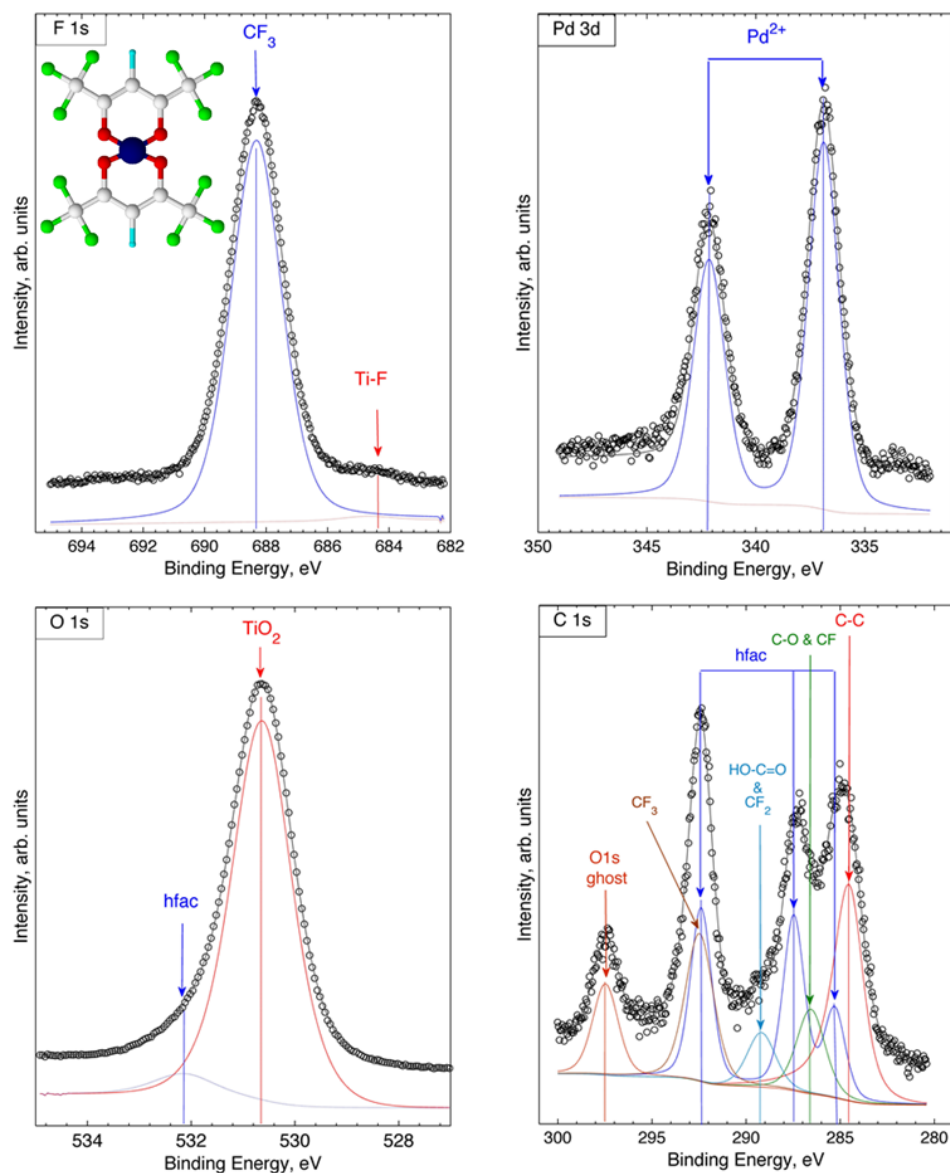 F 1s
CF₃
Ti-F
Intensity, arb. units
694 692 690 688 686 684 682
Binding Energy, eV
Pd 3d
Pd²⁺
Intensity, arb. units
350 345 340 335
Binding Energy, eV
O 1s
TiO₂
hfac
Intensity, arb. units
534 532 530 528
Binding Energy, eV
C 1s
C-C
C-O & CF
hfac
HO-C=O
&
CF₂
CF₃
O1s
ghost
Intensity, arb. units
300 295 290 285 280
Binding Energy, eV